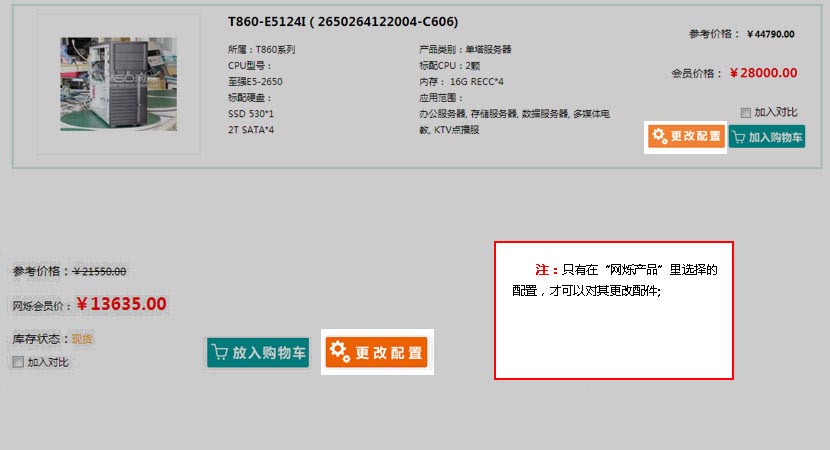 T860-E5124I ( 2650264122004-C606)
所属：T860系列
CPU型号：
至强E5-2650
标配硬盘：
SSD 530*1
2T SATA*4
产品类别：单塔服务器
标配CPU：2颗
内存： 16G RECC*4
应用范围：
办公服务器, 存储服务器, 数据服务器, 多媒体电
教, KTV点播服
参考价格： ￥44790.00
会员价格： ￥28000.00
加入对比
更改配置
加入购物车
参考价格：￥21550.00
网烁会员价：￥13635.00
库存状态：现货
加入对比
放入购物车
更改配置
注：只有在“网烁产品”里选择的
配置，才可以对其更改配件;